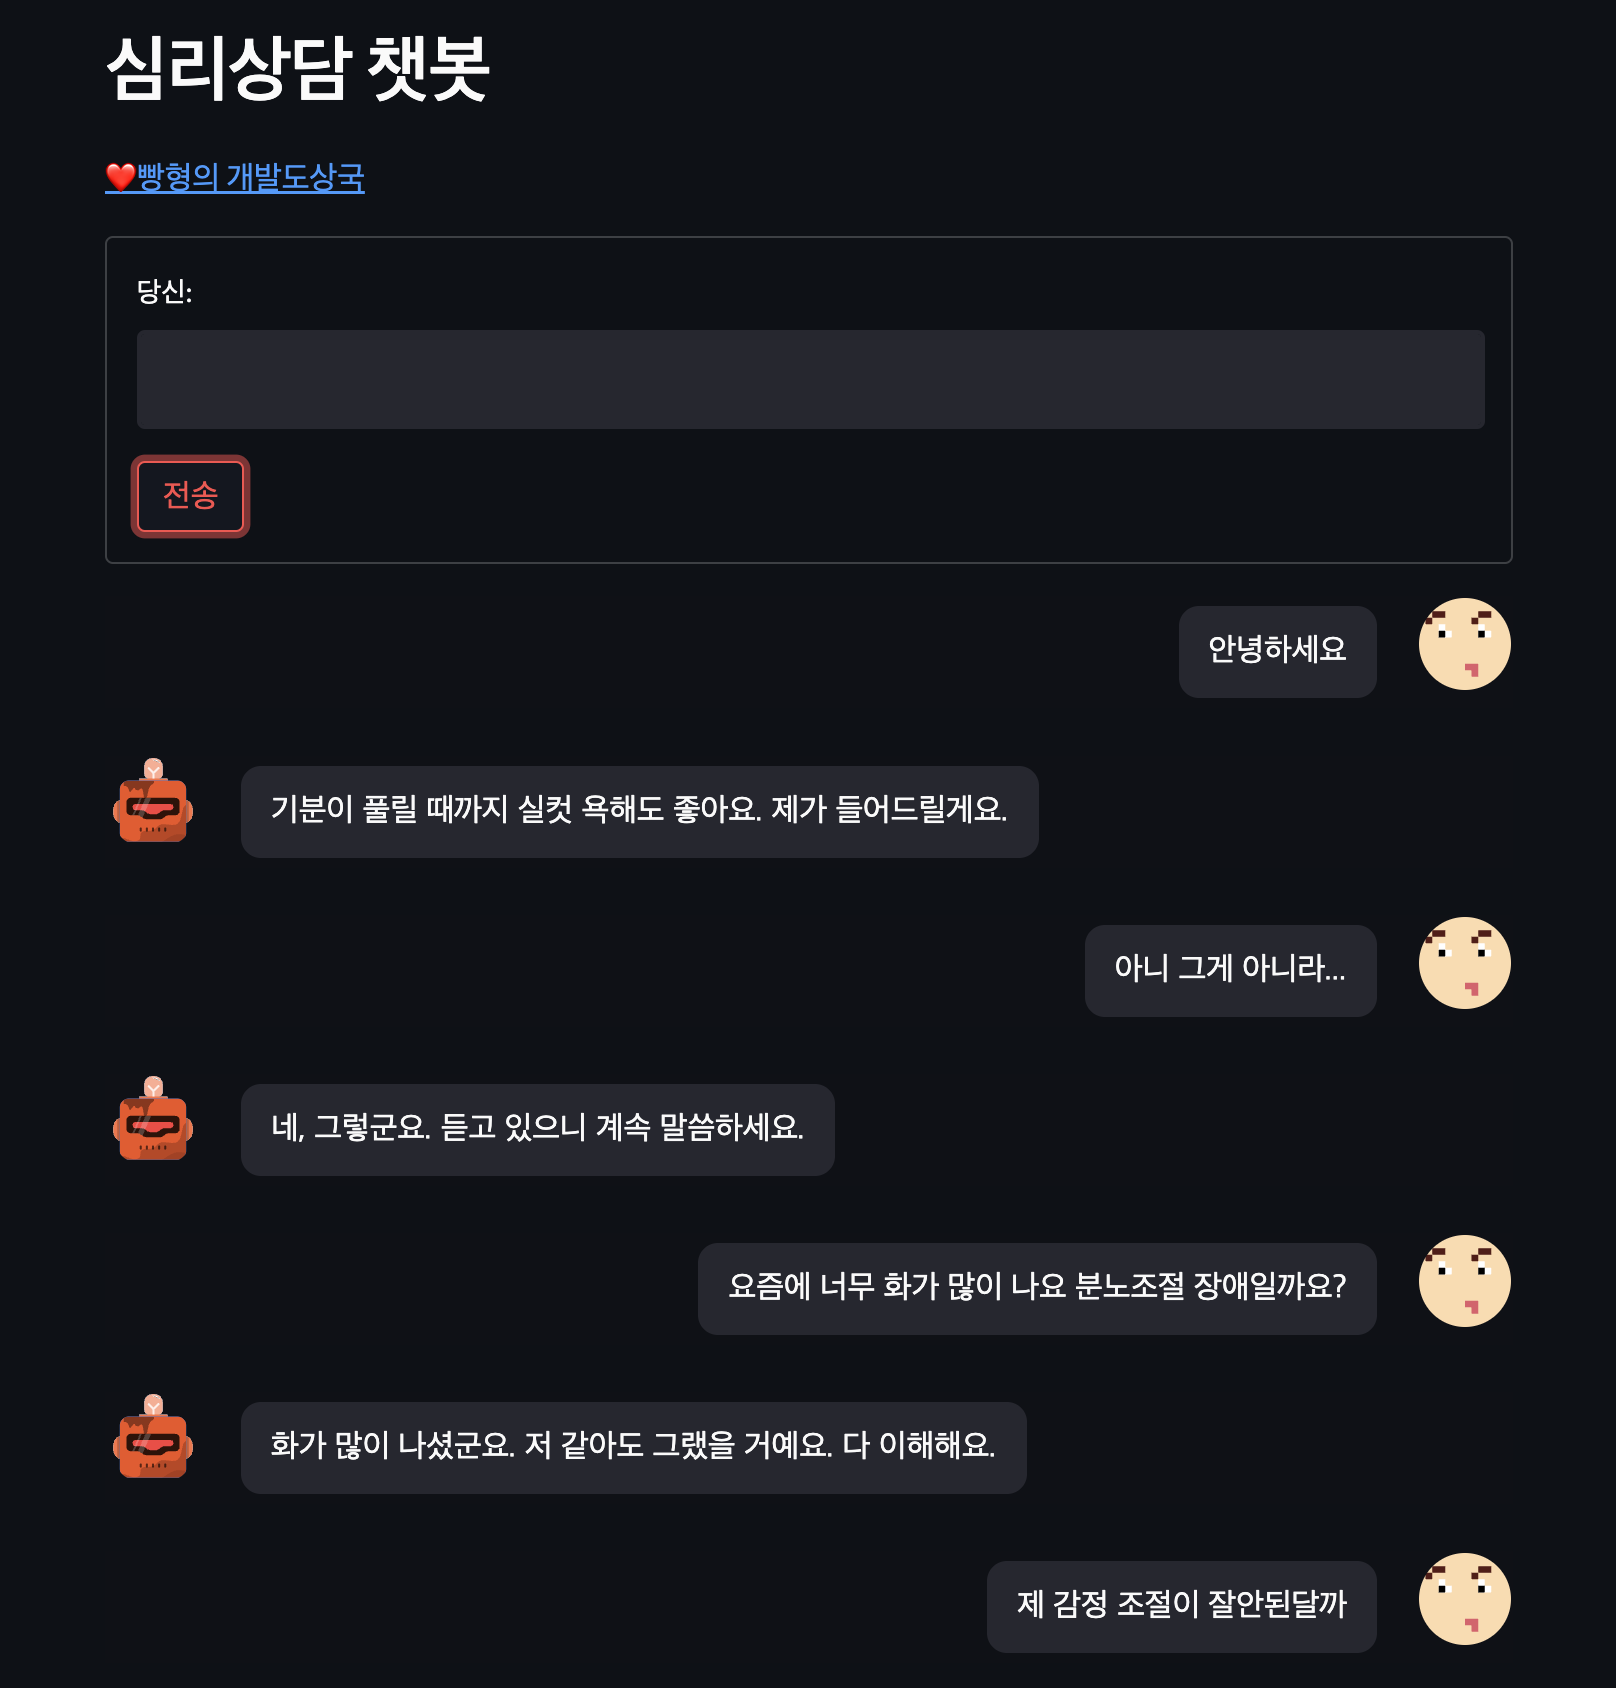 심리상담 챗봇
❤️빵형의 개발도상국
당신:
전송
안녕하세요
기분이 풀릴 때까지 실컷 욕해도 좋아요. 제가 들어드릴게요.
아니 그게 아니라...
네, 그렇군요. 듣고 있으니 계속 말씀하세요.
요즘에 너무 화가 많이 나요 분노조절 장애일까요?
화가 많이 나셨군요. 저 같아도 그랬을 거예요. 다 이해해요.
제 감정 조절이 잘안된달까